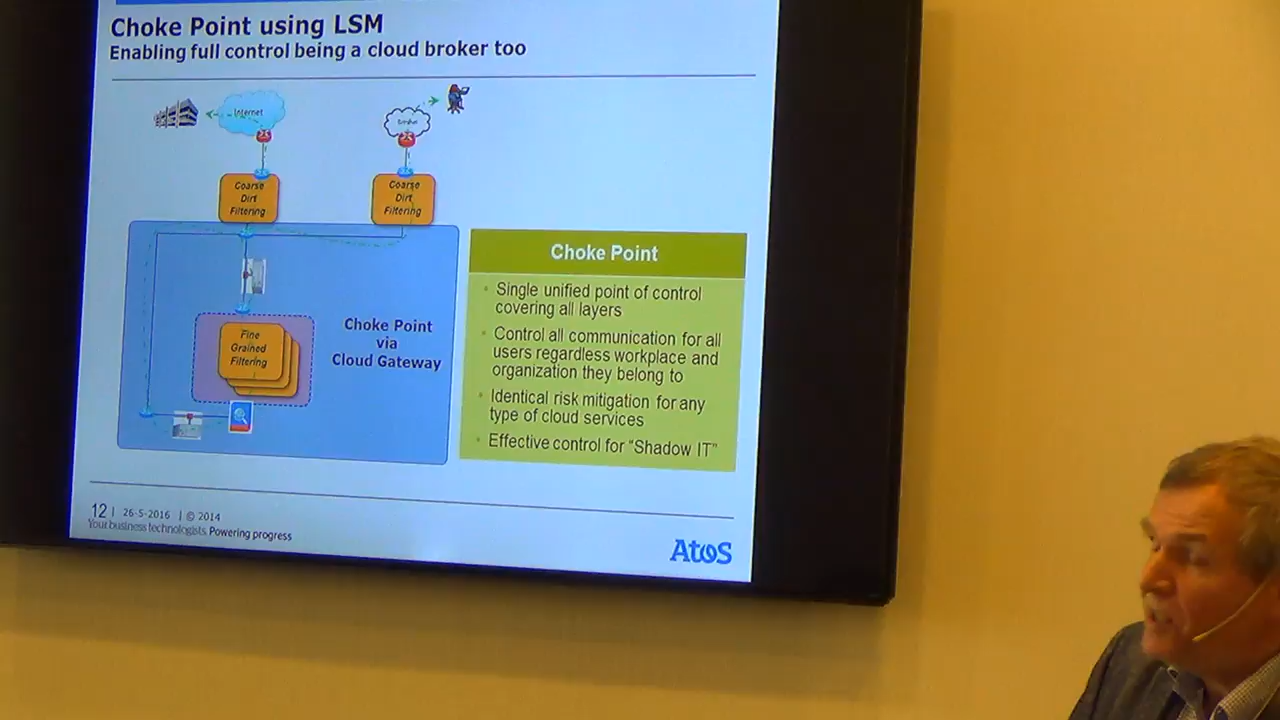 Choke Point using LSM
Enabling full control being a cloud broker too
Internet
Coarse
Dirt
Filtering
Coarse
Dirt
Filtering
Fine
Grained
Filtering
Choke Point
via
Cloud Gateway
Choke Point
• Single unified point of control
covering all layers
• Control all communication for all
users regardless workplace and
organization they belong to
• Identical risk mitigation for any
type of cloud services
• Effective control for "Shadow IT"
12 | 26-5-2016 | © 2014
Your business technologists. Powering progress
Atos